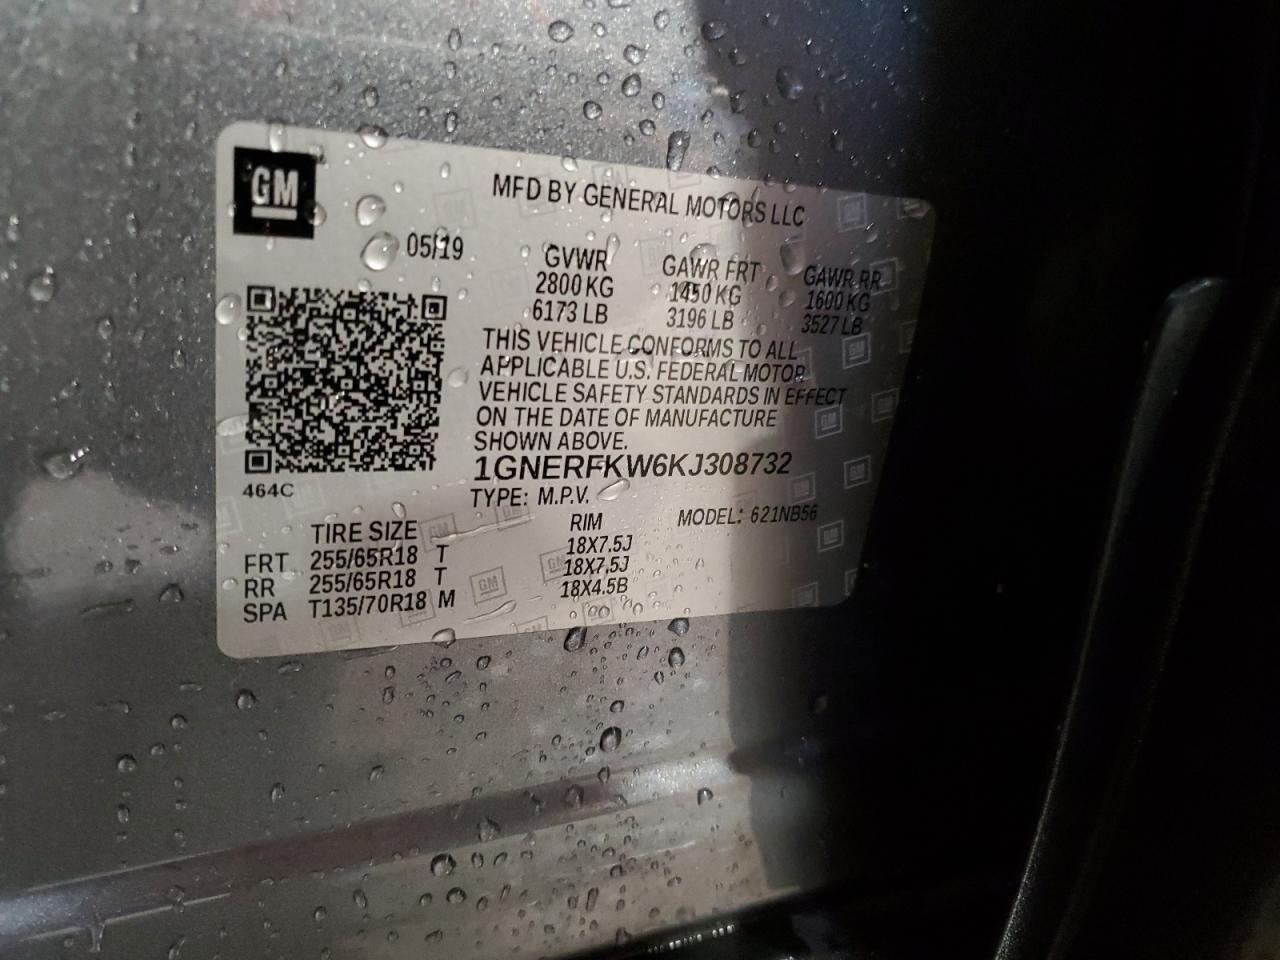 GM
MFD BY GENERAL MOTORS LLC
05/19
GVWR GAWR FRT GAWR RR
2800 KG 1450 KG 1600 KG
6173 LB 3196 LB 3527 LB
THIS VEHICLE CONFORMS TO ALL
APPLICABLE U.S. FEDERAL MOTOR
VEHICLE SAFETY STANDARDS IN EFFECT
ON THE DATE OF MANUFACTURE
SHOWN ABOVE.
1GNERFKW6KJ308732
464C
TYPE: M.P.V. MODEL: 621NB56
TIRE SIZE RIM
FRT 255/65R18 T 18X7.5J
RR 255/65R18 T 18X7.5J
SPA T135/70R18 M 18X4.5B